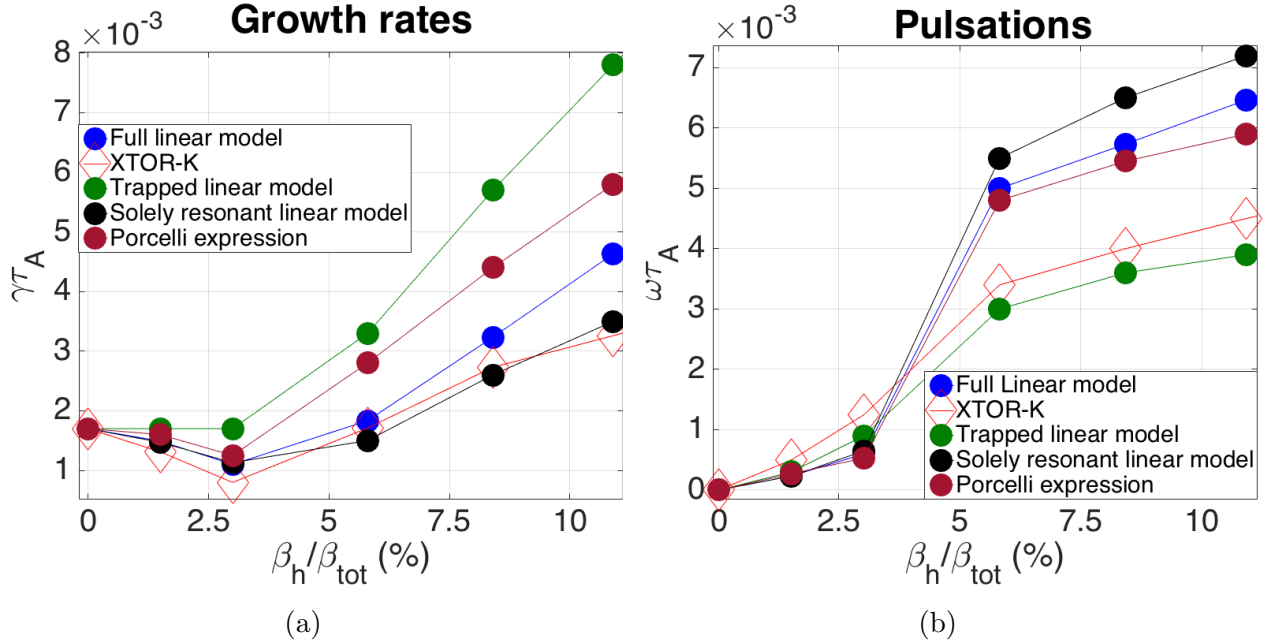 Growth rates
×10⁻³
8
7
6
5
4
3
2
1
γτ_A
Full linear model
XTOR-K
Trapped linear model
Solely resonant linear model
Porcelli expression
0 2.5 5 7.5 10
β_h/β_tot (%)
(a)
Pulsations
×10⁻³
7
6
5
4
3
2
1
0
ωτ_A
Full Linear model
XTOR-K
Trapped linear model
Solely resonant linear model
Porcelli expression
0 2.5 5 7.5 10
β_h/β_tot (%)
(b)